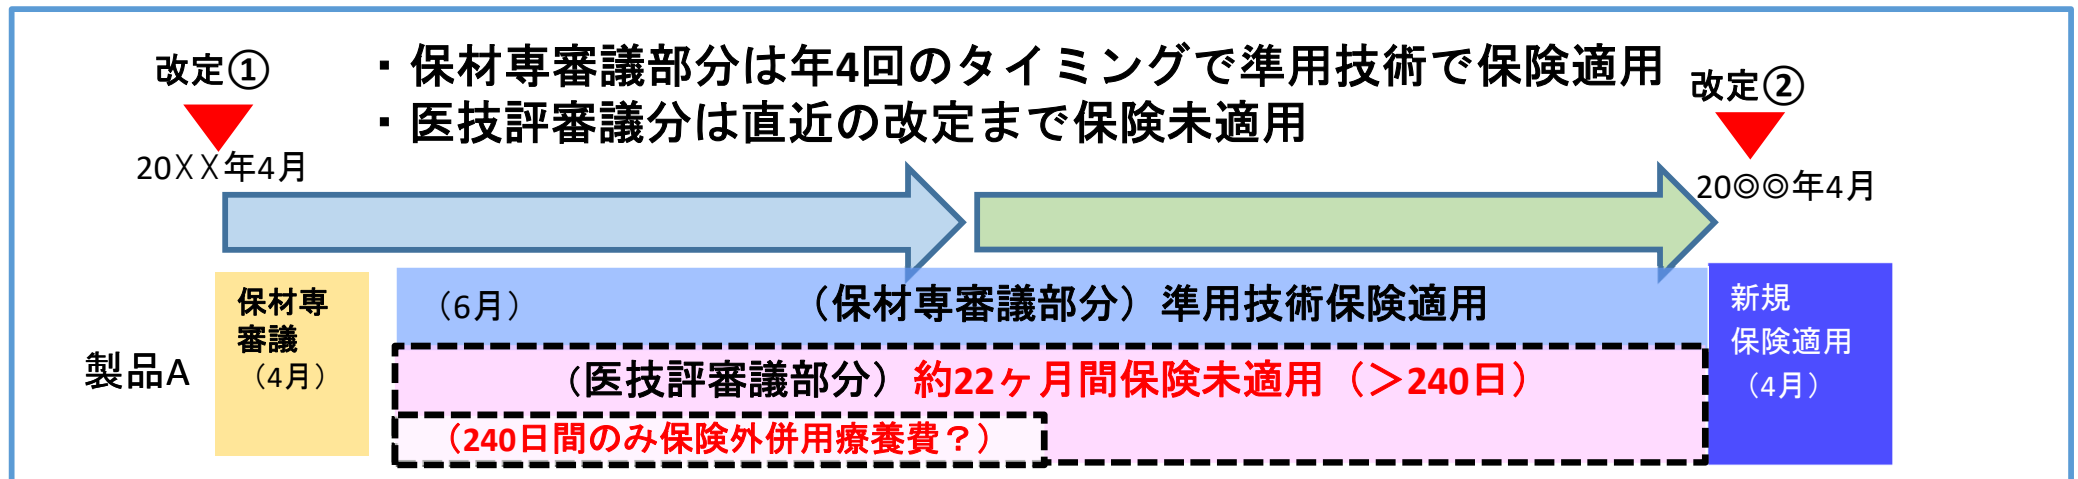 改定①
・保材専審議部分は年4回のタイミングで準用技術で保険適用
・医技評審議分は直近の改定まで保険未適用
改定②
20XX年4月
20◎◎年4月
保材専
審議
（4月）
（6月）
（保材専審議部分）準用技術保険適用
新規
保険適用
（4月）
製品A
（医技評審議部分）約22ヶ月間保険未適用（＞240日）
（240日間のみ保険外併用療養費？）